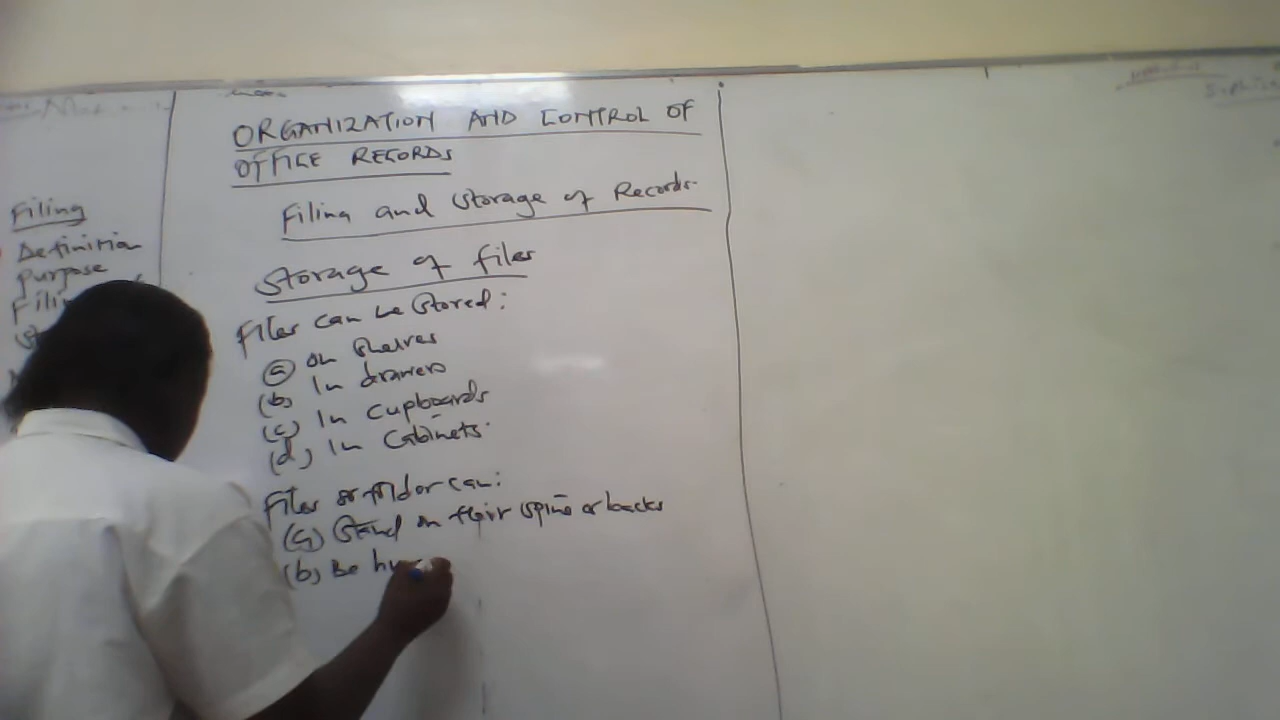 Filing
Definition
Purpose
ORGANIZATION AND CONTROL OF
OFFICE RECORDS
Filing and Storage of Records.
Storage of files
Files can be stored:
(a) on shelves
(b) In drawers
(c) In Cupboards
(d) In Cabinets.
Files or foldor can:
(a) Stand on their spine or backs
(b) Be hu